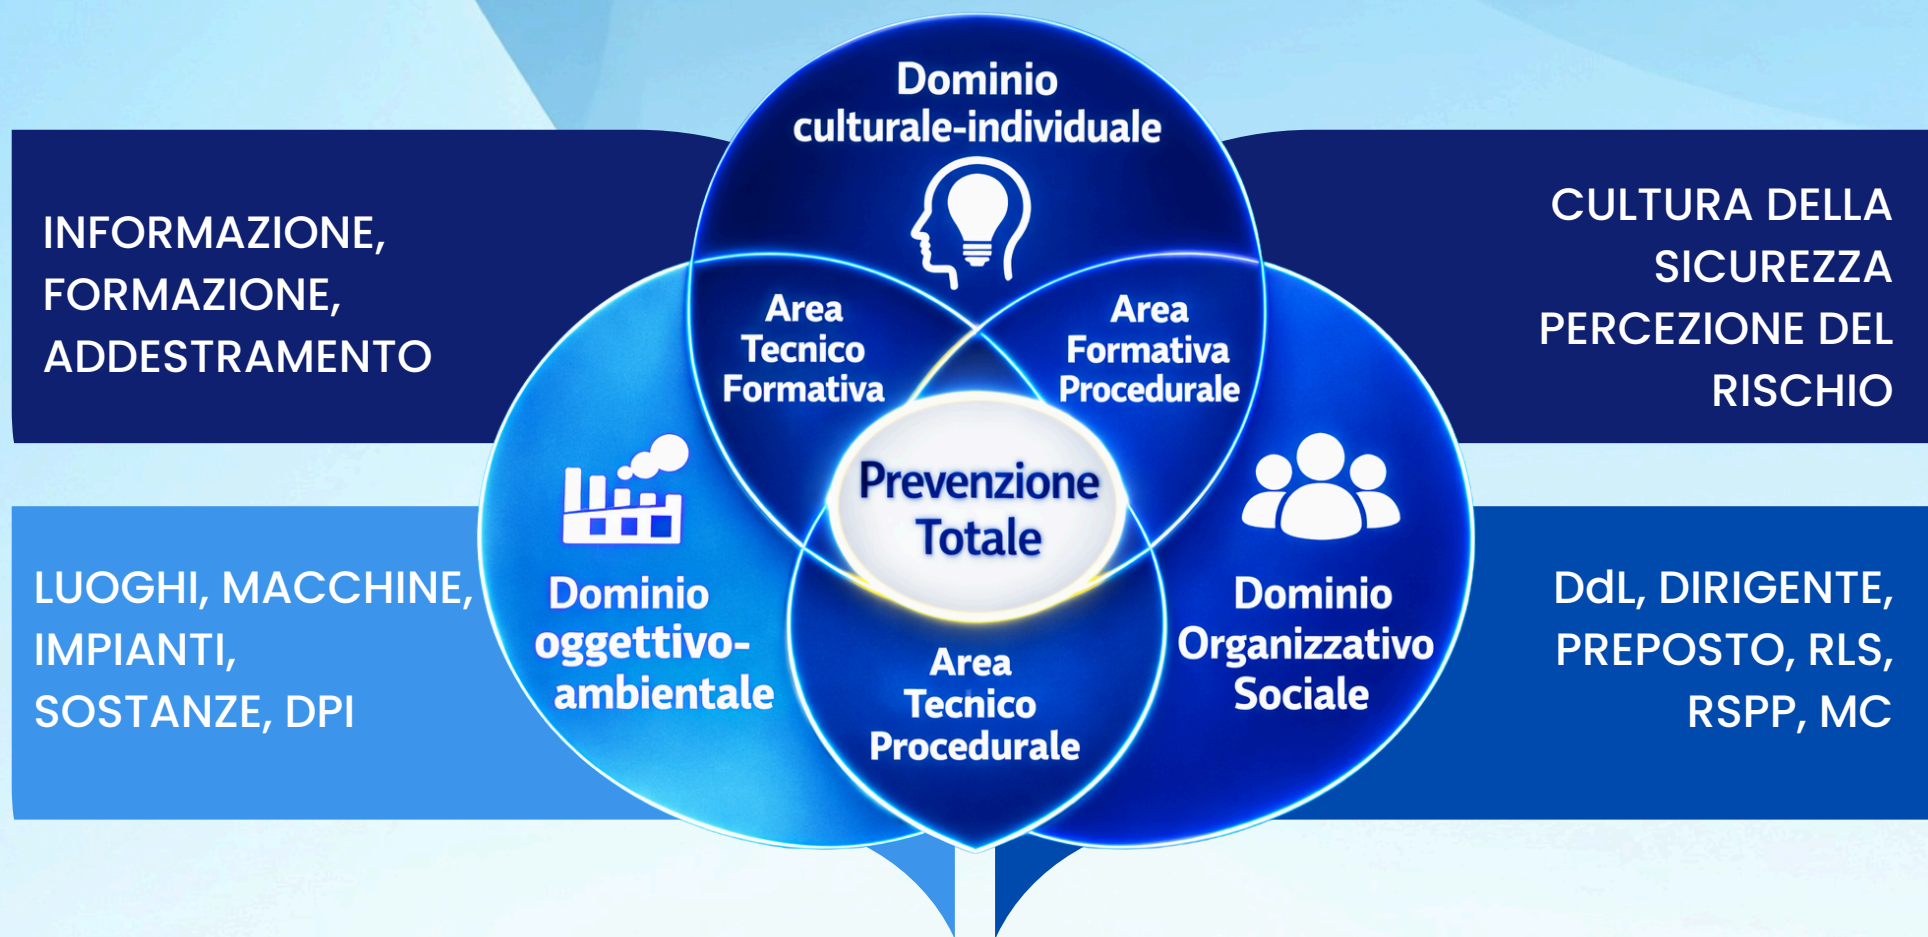 Dominio
culturale-individuale
INFORMAZIONE,
FORMAZIONE,
ADDESTRAMENTO
CULTURA DELLA
SICUREZZA
PERCEZIONE DEL
RISCHIO
Area
Tecnico
Formativa
Area
Formativa
Procedurale
Prevenzione
Totale
LUOGHI, MACCHINE,
IMPIANTI,
SOSTANZE, DPI
Dominio
oggettivo-
ambientale
Area
Tecnico
Procedurale
Dominio
Organizzativo
Sociale
DdL, DIRIGENTE,
PREPOSTO, RLS,
RSPP, MC